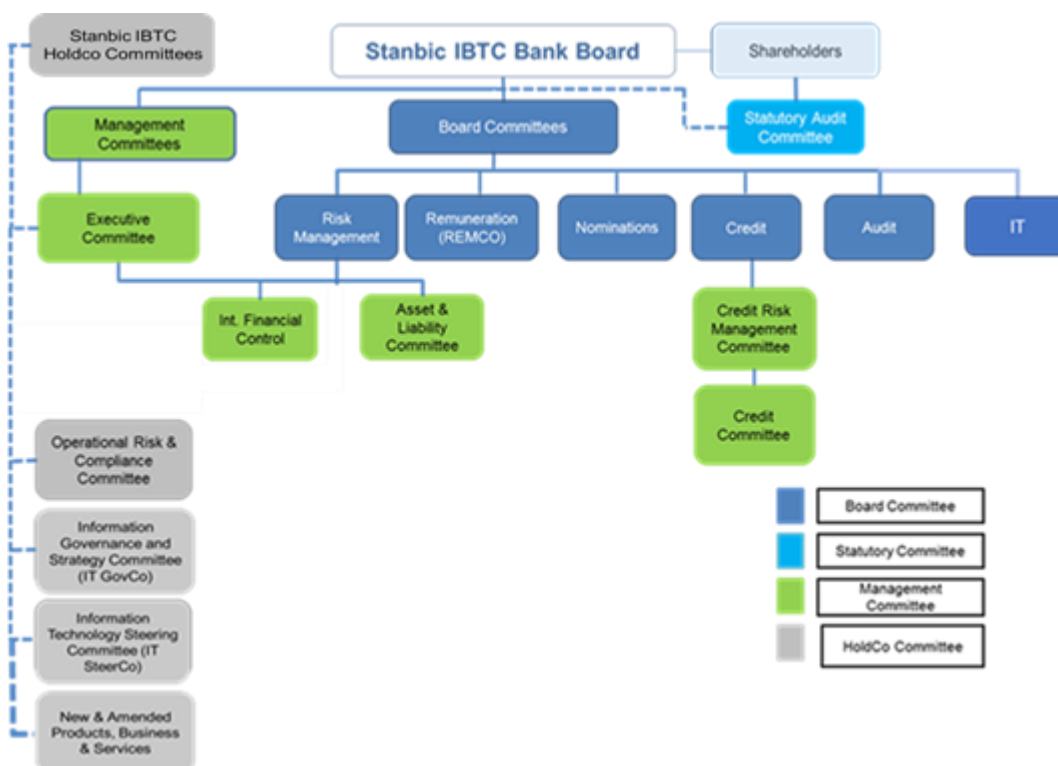 Stanbic IBTC
Holdco Committees
Stanbic IBTC Bank Board
Shareholders
Management
Committees
Board Committees
Statutory Audit
Committee
Executive
Committee
Risk
Management
Remuneration
(REMCO)
Nominations
Credit
Audit
IT
Int. Financial
Control
Asset &
Liability
Committee
Credit Risk
Management
Committee
Credit
Committee
Operational Risk &
Compliance
Committee
Information
Governance and
Strategy Committee
(IT GovCo)
Information
Technology Steering
Committee (IT
SteerCo)
New & Amended
Products, Business
& Services
Board Committee
Statutory Committee
Management
Committee
HoldCo Committee